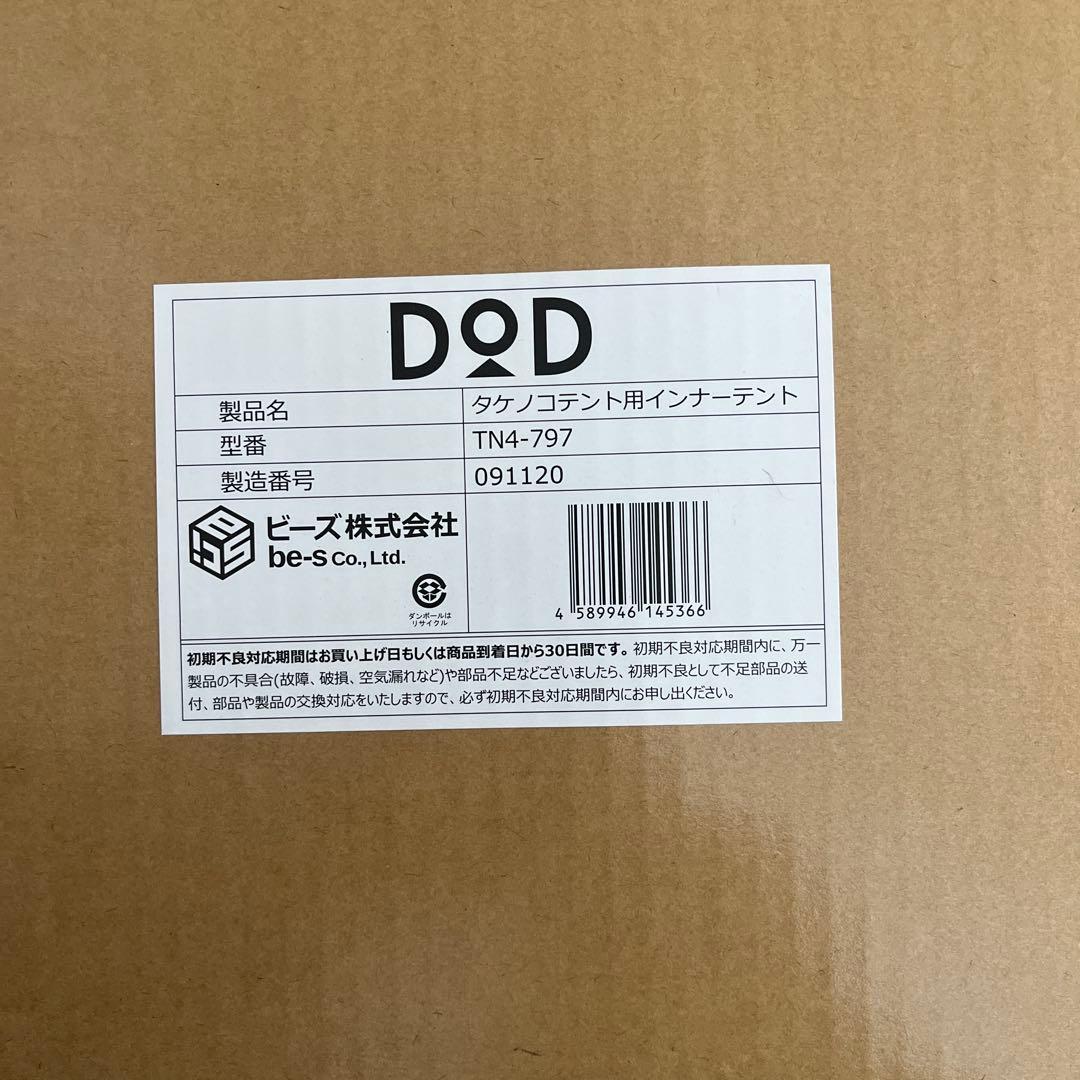 DOD
製品名 タケノコテント用インナーテント
型番 TN4-797
製造番号 091120
ビーズ株式会社
be-s Co., Ltd.
ダンボールは
リサイクル
4 589946 145366
初期不良対応期間はお買い上げ日もしくは商品到着日から30日間です。初期不良対応期間内に、万一
製品の不具合(故障、破損、空気漏れなど)や部品不足などございましたら、初期不良として不足部品の送
付、部品や製品の交換対応をいたしますので、必ず初期不良対応期間内にお申し出ください。